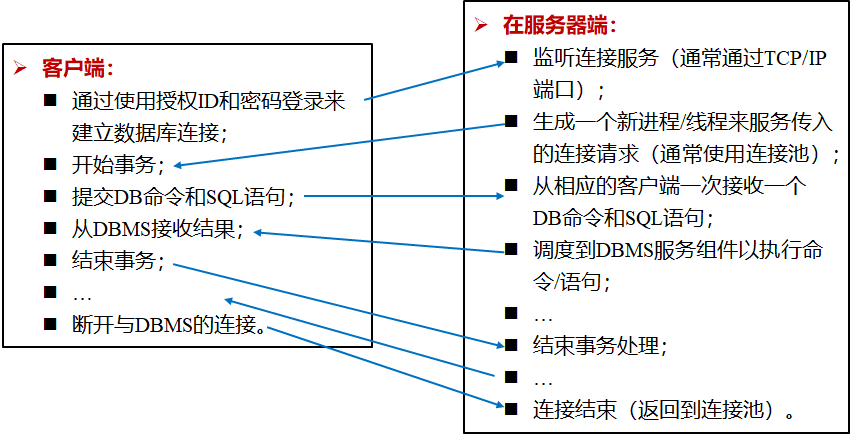 ➢ 客户端：
■ 通过使用授权ID和密码登录来
建立数据库连接；
■ 开始事务；
■ 提交DB命令和SQL语句；
■ 从DBMS接收结果；
■ 结束事务；
■ …
■ 断开与DBMS的连接。
➢ 在服务器端：
■ 监听连接服务（通常通过TCP/IP
端口）；
■ 生成一个新进程/线程来服务传入
的连接请求（通常使用连接池）；
■ 从相应的客户端一次接收一个
DB命令和SQL语句；
■ 调度到DBMS服务组件以执行命
令/语句；
■ …
■ 结束事务处理；
■ …
■ 连接结束（返回到连接池）。